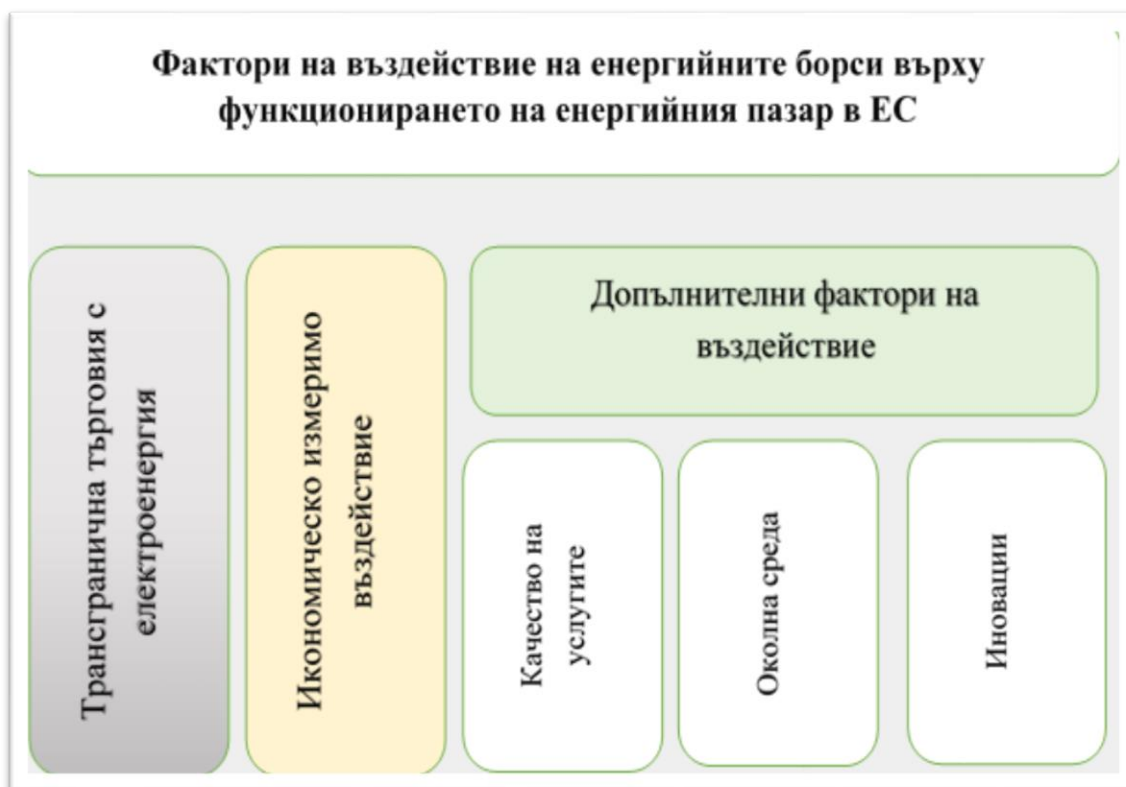 Фактори на въздействие на енергийните борси върху
функционирането на енергийния пазар в ЕС
Трансгранична търговия с
електроенергия
Икономическо измеримо
въздействие
Допълнителни фактори на
въздействие
Качество на
услугите
Околна среда
Иновации